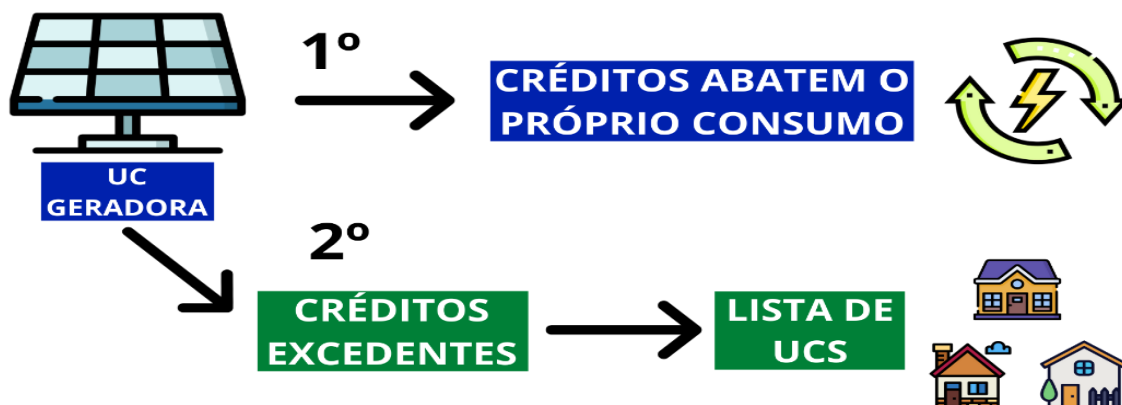 1º
CRÉDITOS ABATEM O
PRÓPRIO CONSUMO
UC
GERADORA
2º
CRÉDITOS
EXCEDENTES
LISTA DE
UCS